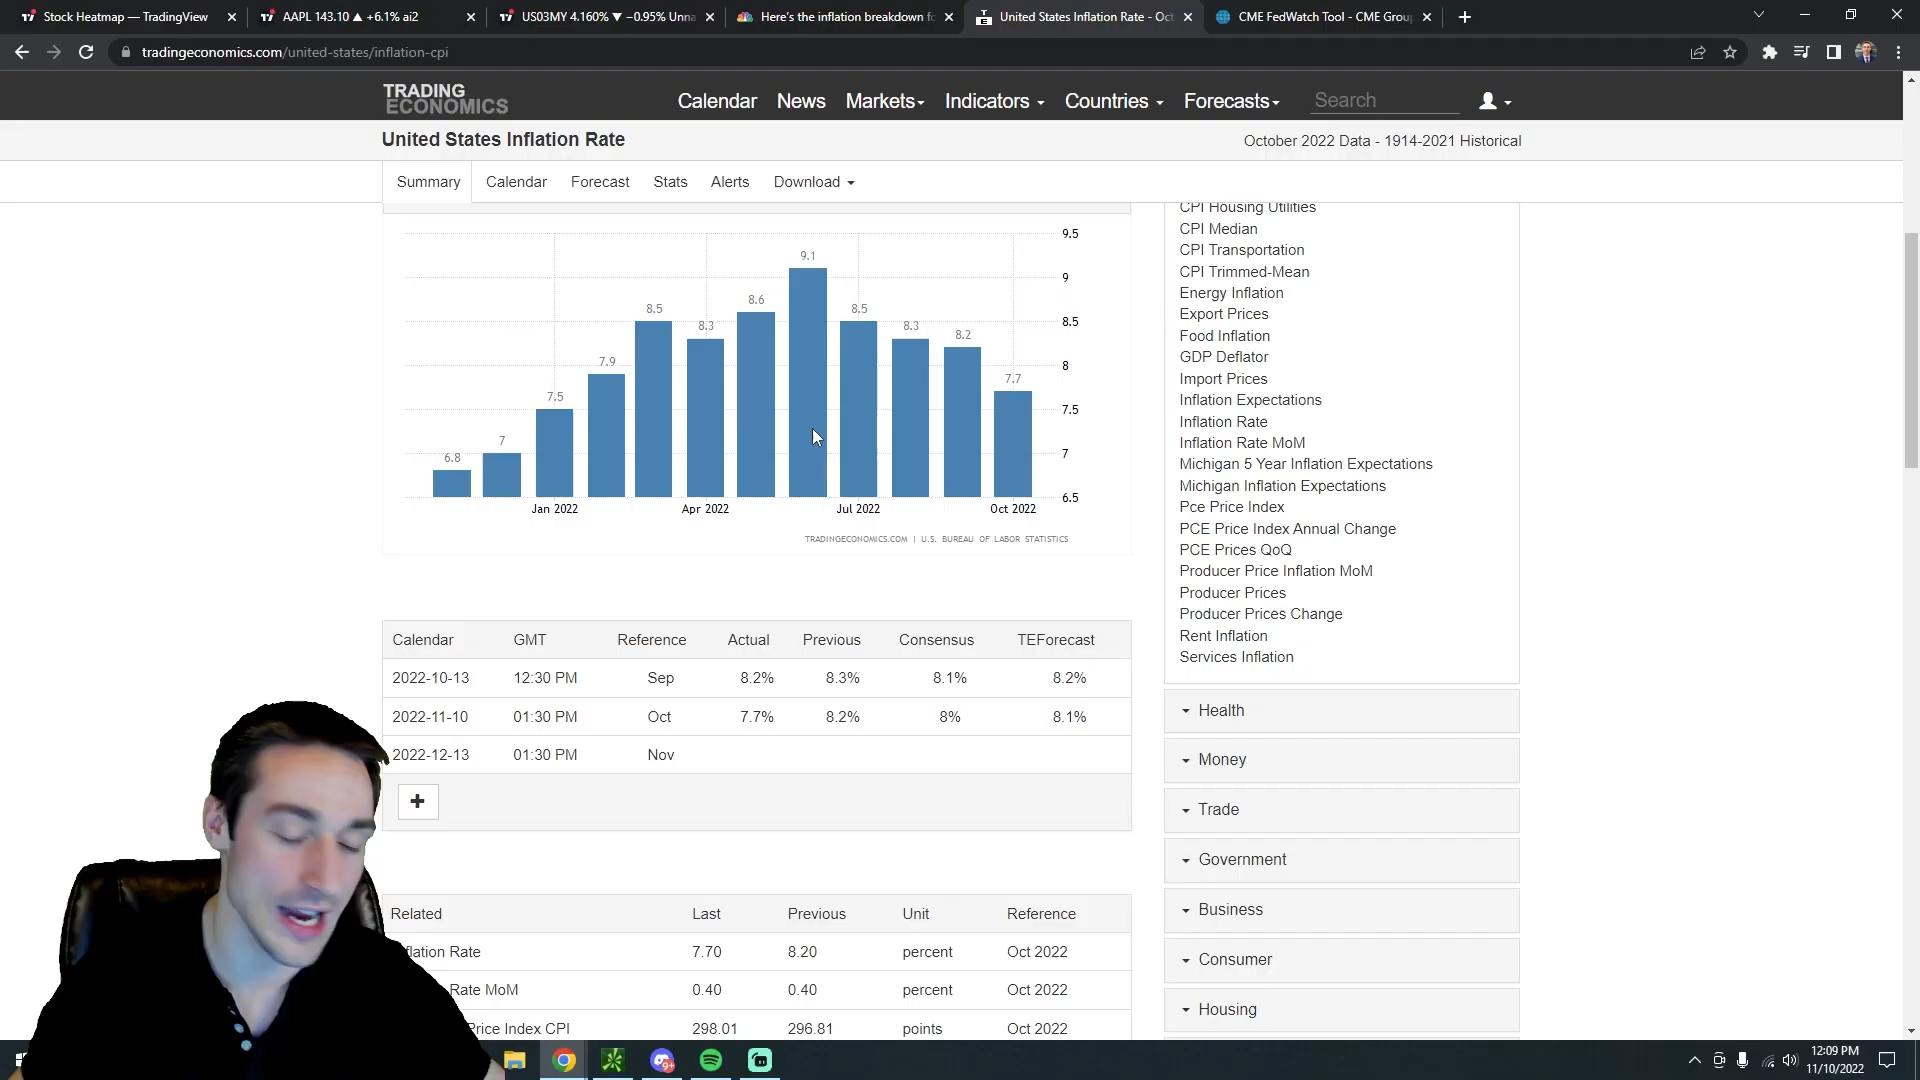 Stock Heatmap — TradingView
AAPL 143.10 ▲ +6.1% ai2
US03MY 4.160% ▼ −0.95% Unna
Here's the inflation breakdown fo
United States Inflation Rate - Oct
CME FedWatch Tool - CME Group
tradingeconomics.com/united-states/inflation-cpi
TRADING
ECONOMICS
Calendar News Markets Indicators Countries Forecasts Search
United States Inflation Rate
October 2022 Data - 1914-2021 Historical
Summary Calendar Forecast Stats Alerts Download
9.5
9
8.5
8
7.5
7
6.5
6.8
7
7.5
7.9
8.5
8.3
8.6
9.1
8.5
8.3
8.2
7.7
Jan 2022 Apr 2022 Jul 2022 Oct 2022
TRADINGECONOMICS.COM | U.S. BUREAU OF LABOR STATISTICS
Calendar GMT Reference Actual Previous Consensus TEForecast
2022-10-13 12:30 PM Sep 8.2% 8.3% 8.1% 8.2%
2022-11-10 01:30 PM Oct 7.7% 8.2% 8% 8.1%
2022-12-13 01:30 PM Nov
+
Related Last Previous Unit Reference
flation Rate 7.70 8.20 percent Oct 2022
Rate MoM 0.40 0.40 percent Oct 2022
Price Index CPI 298.01 296.81 points Oct 2022
CPI Housing Utilities
CPI Median
CPI Transportation
CPI Trimmed-Mean
Energy Inflation
Export Prices
Food Inflation
GDP Deflator
Import Prices
Inflation Expectations
Inflation Rate
Inflation Rate MoM
Michigan 5 Year Inflation Expectations
Michigan Inflation Expectations
Pce Price Index
PCE Price Index Annual Change
PCE Prices QoQ
Producer Price Inflation MoM
Producer Prices
Producer Prices Change
Rent Inflation
Services Inflation
Health
Money
Trade
Government
Business
Consumer
Housing
9+
12:09 PM
11/10/2022